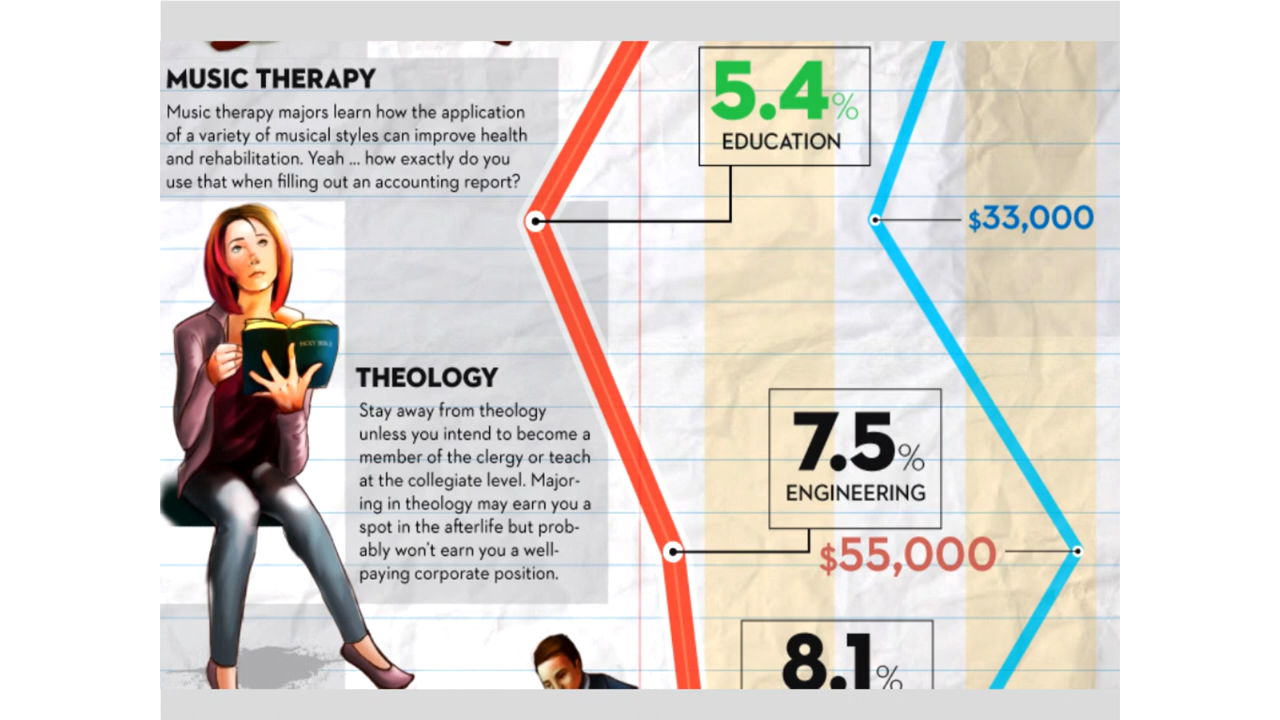 MUSIC THERAPY
Music therapy majors learn how the application
of a variety of musical styles can improve health
and rehabilitation. Yeah ... how exactly do you
use that when filling out an accounting report?
5.4%
EDUCATION
$33,000
HOLY BIBLE
THEOLOGY
Stay away from theology
unless you intend to become a
member of the clergy or teach
at the collegiate level. Major-
ing in theology may earn you a
spot in the afterlife but prob-
ably won't earn you a well-
paying corporate position.
7.5%
ENGINEERING
$55,000
8.1%